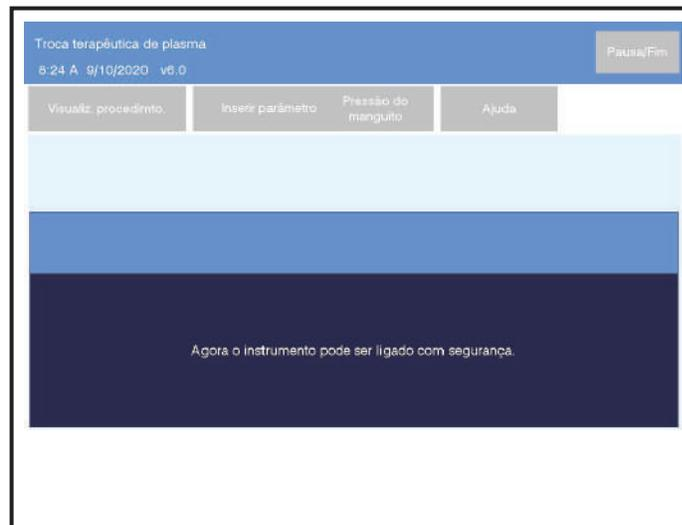 Troca terapêutica de plasma
Pausa/Fim
8:24 A 9/10/2020 v6.0
Visualiz. procedimto.
Inserir parâmetro
Pressão do
manguito
Ajuda
Agora o instrumento pode ser ligado com segurança.